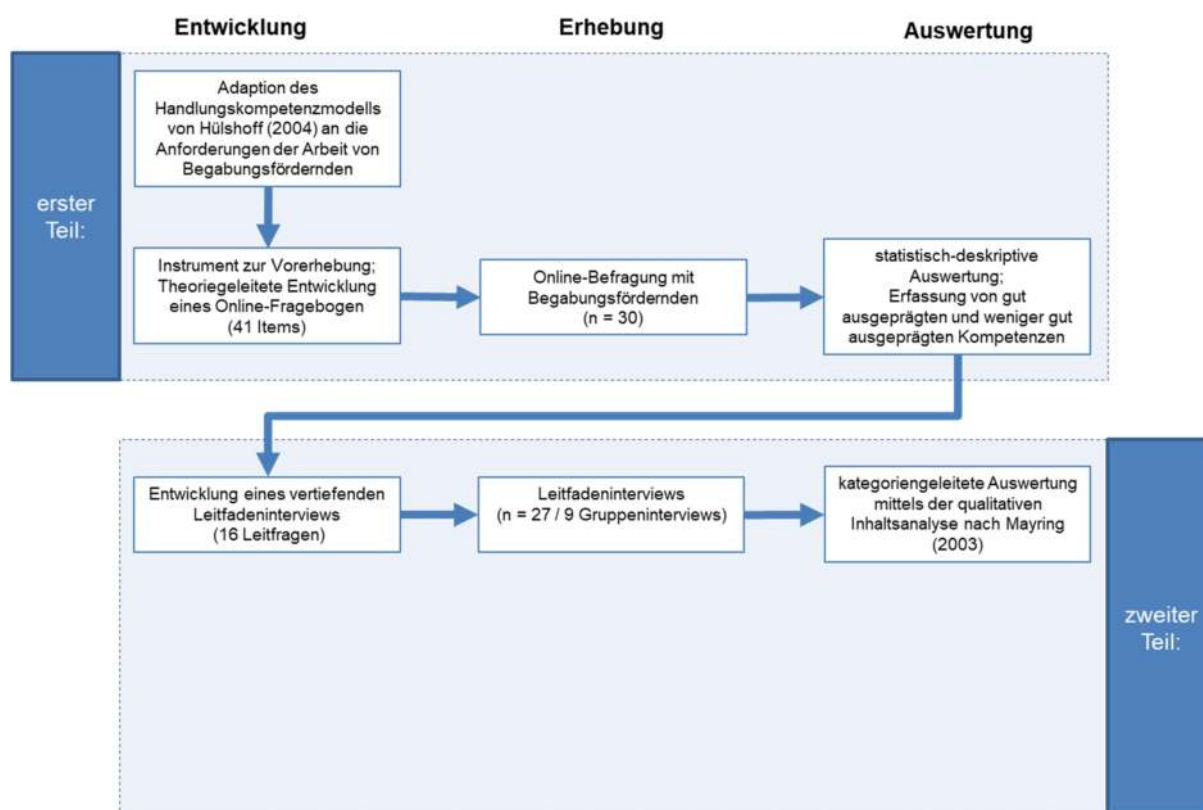 Entwicklung
Erhebung
Auswertung
erster
Teil:
Adaption des
Handlungskompetenzmodells
von Hülshoff (2004) an die
Anforderungen der Arbeit von
Begabungsfördernden
Instrument zur Vorerhebung;
Theoriegeleitete Entwicklung
eines Online-Fragebogen
(41 Items)
Online-Befragung mit
Begabungsfördernden
(n = 30)
statistisch-deskriptive
Auswertung;
Erfassung von gut
ausgeprägten und weniger gut
ausgeprägten Kompetenzen
Entwicklung eines vertiefenden
Leitfadeninterviews
(16 Leitfragen)
Leitfadeninterviews
(n = 27 / 9 Gruppeninterviews)
kategoriengeleitete Auswertung
mittels der qualitativen
Inhaltsanalyse nach Mayring
(2003)
zweiter
Teil: